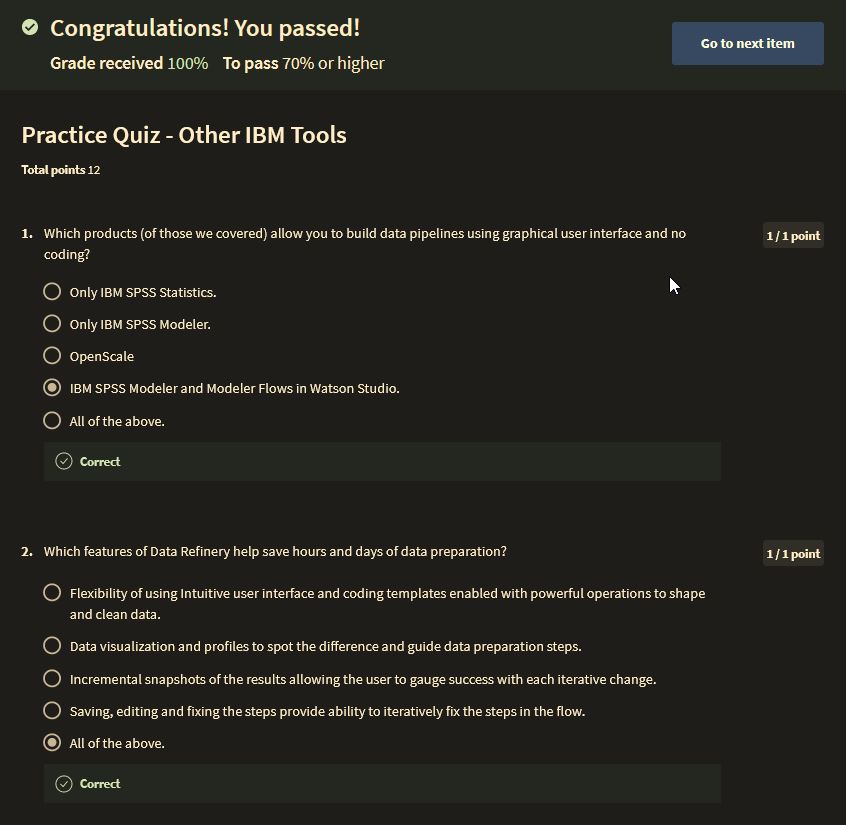 Congratulations! You passed!
Go to next item
Grade received 100% To pass 70% or higher
Practice Quiz - Other IBM Tools
Total points 12
1. Which products (of those we covered) allow you to build data pipelines using graphical user interface and no
coding?
1 / 1 point
Only IBM SPSS Statistics.
Only IBM SPSS Modeler.
OpenScale
IBM SPSS Modeler and Modeler Flows in Watson Studio.
All of the above.
Correct
2. Which features of Data Refinery help save hours and days of data preparation?
1 / 1 point
Flexibility of using Intuitive user interface and coding templates enabled with powerful operations to shape
and clean data.
Data visualization and profiles to spot the difference and guide data preparation steps.
Incremental snapshots of the results allowing the user to gauge success with each iterative change.
Saving, editing and fixing the steps provide ability to iteratively fix the steps in the flow.
All of the above.
Correct